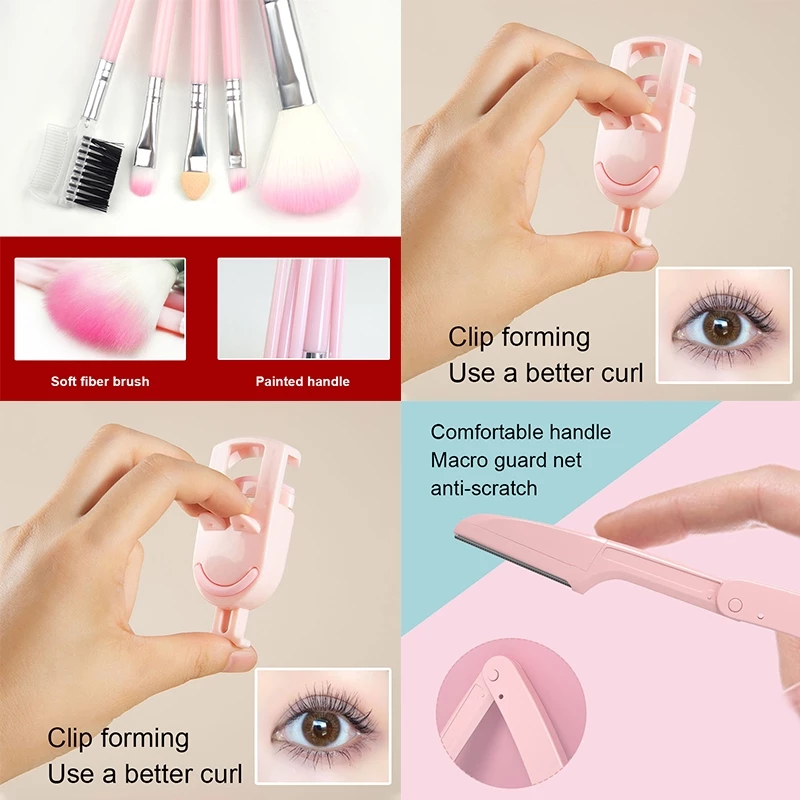 Soft fiber brush
Painted handle
Clip forming
Use a better curl
Clip forming
Use a better curl
Comfortable handle
Macro guard net
anti-scratch